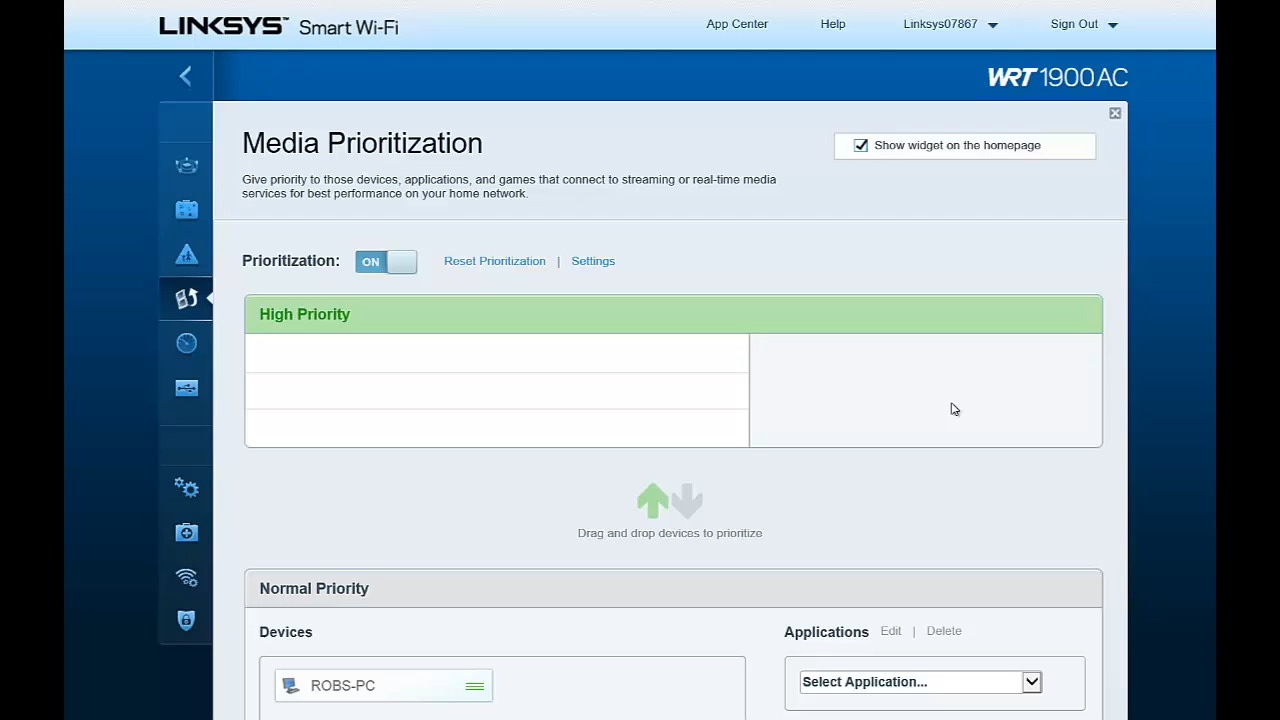 LINKSYS™ Smart Wi-Fi
App Center
Help
Linksys07867
Sign Out
WRT1900AC
Media Prioritization
Show widget on the homepage
Give priority to those devices, applications, and games that connect to streaming or real-time media
services for best performance on your home network.
Prioritization: ON Reset Prioritization | Settings
High Priority
Drag and drop devices to prioritize
Normal Priority
Devices
Applications Edit | Delete
ROBS-PC
Select Application...